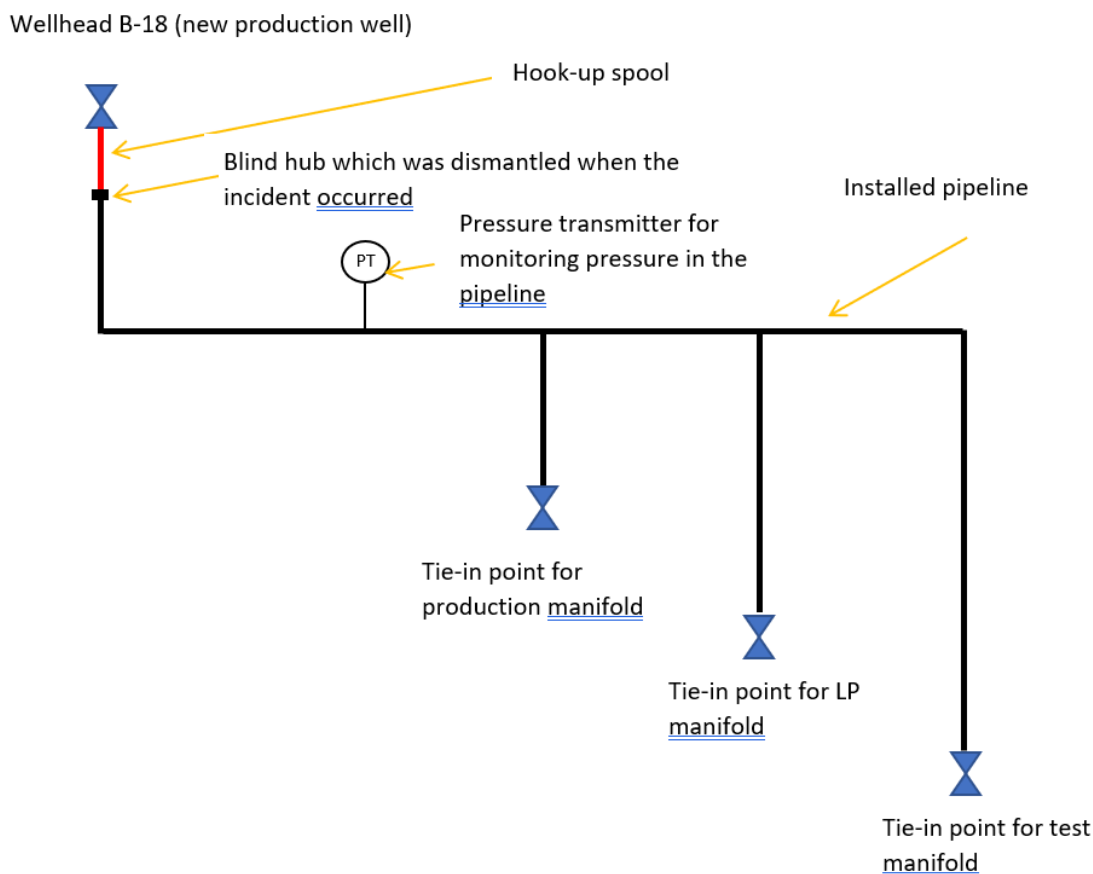 Wellhead B-18 (new production well)
Hook-up spool
Blind hub which was dismantled when the
incident occurred
Installed pipeline
Pressure transmitter for
monitoring pressure in the
pipeline
PT
Tie-in point for
production manifold
Tie-in point for LP
manifold
Tie-in point for test
manifold